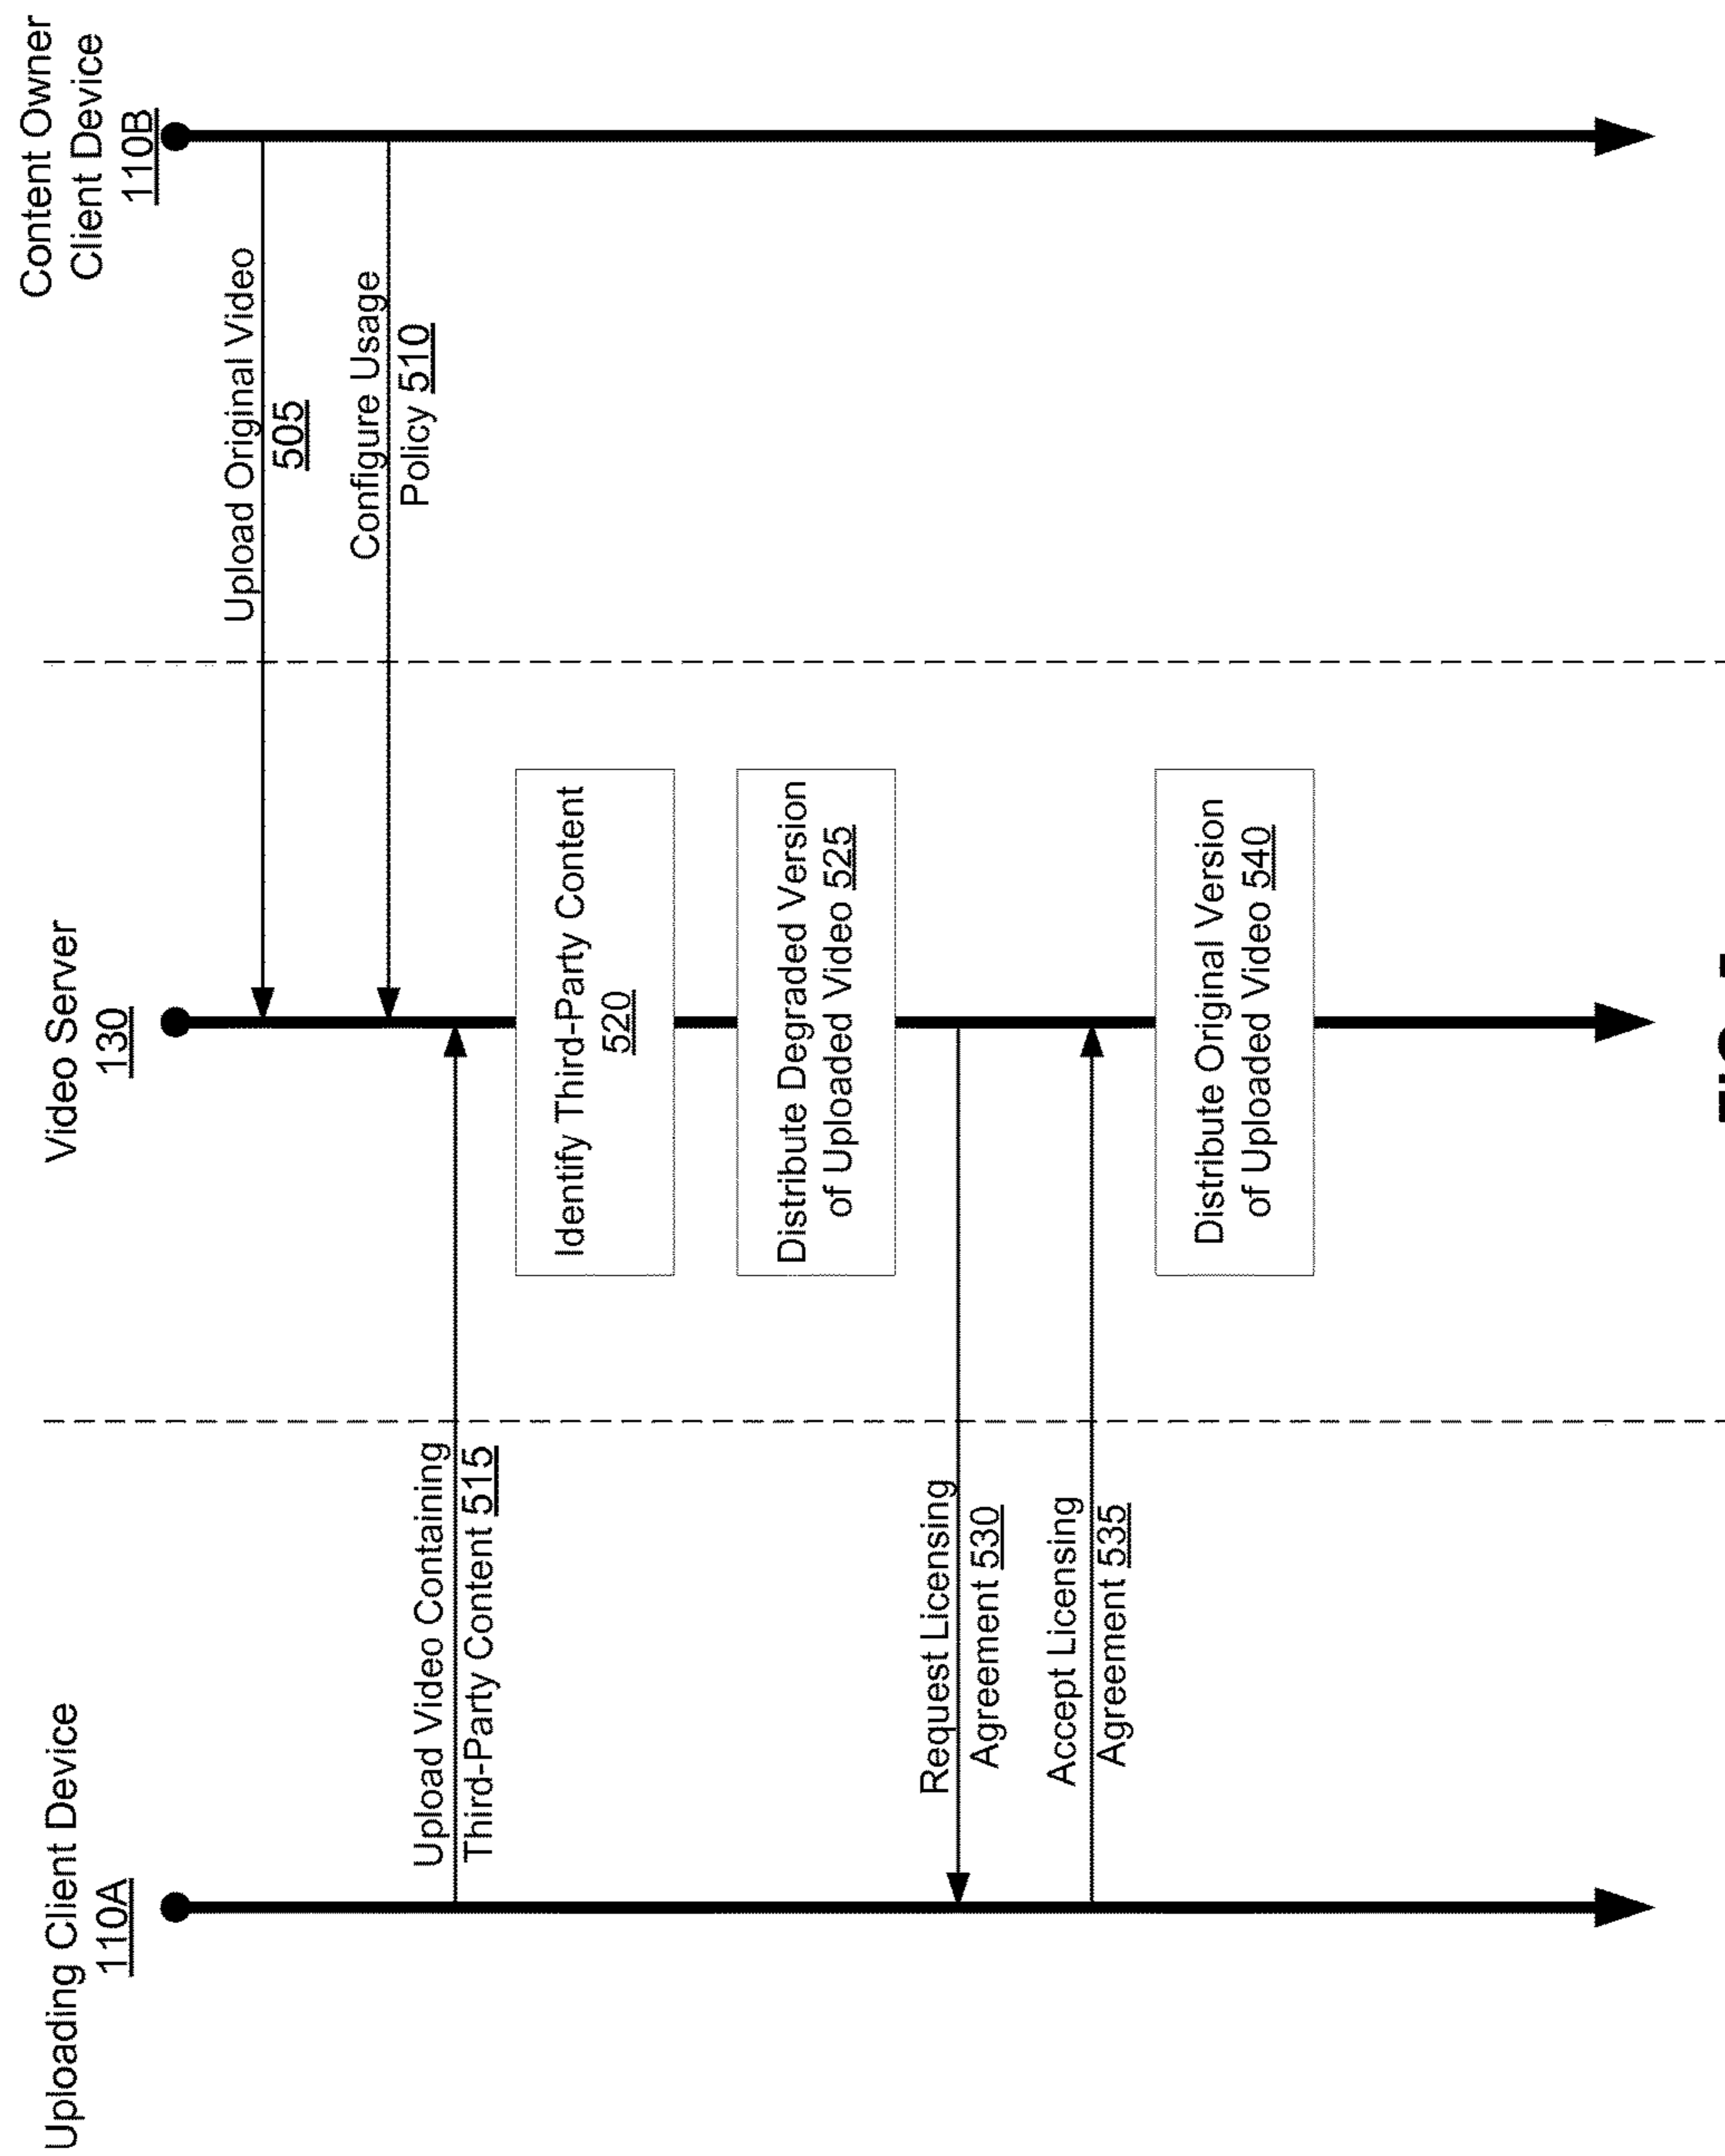 Uploading Client Device
110A
Video Server
130
Content Owner
Client Device
110B
Upload Original Video
505
Configure Usage
Policy 510
Upload Video Containing
Third-Party Content 515
Identify Third-Party Content
520
Distribute Degraded Version
of Uploaded Video 525
Request Licensing
Agreement 530
Accept Licensing
Agreement 535
Distribute Original Version
of Uploaded Video 540